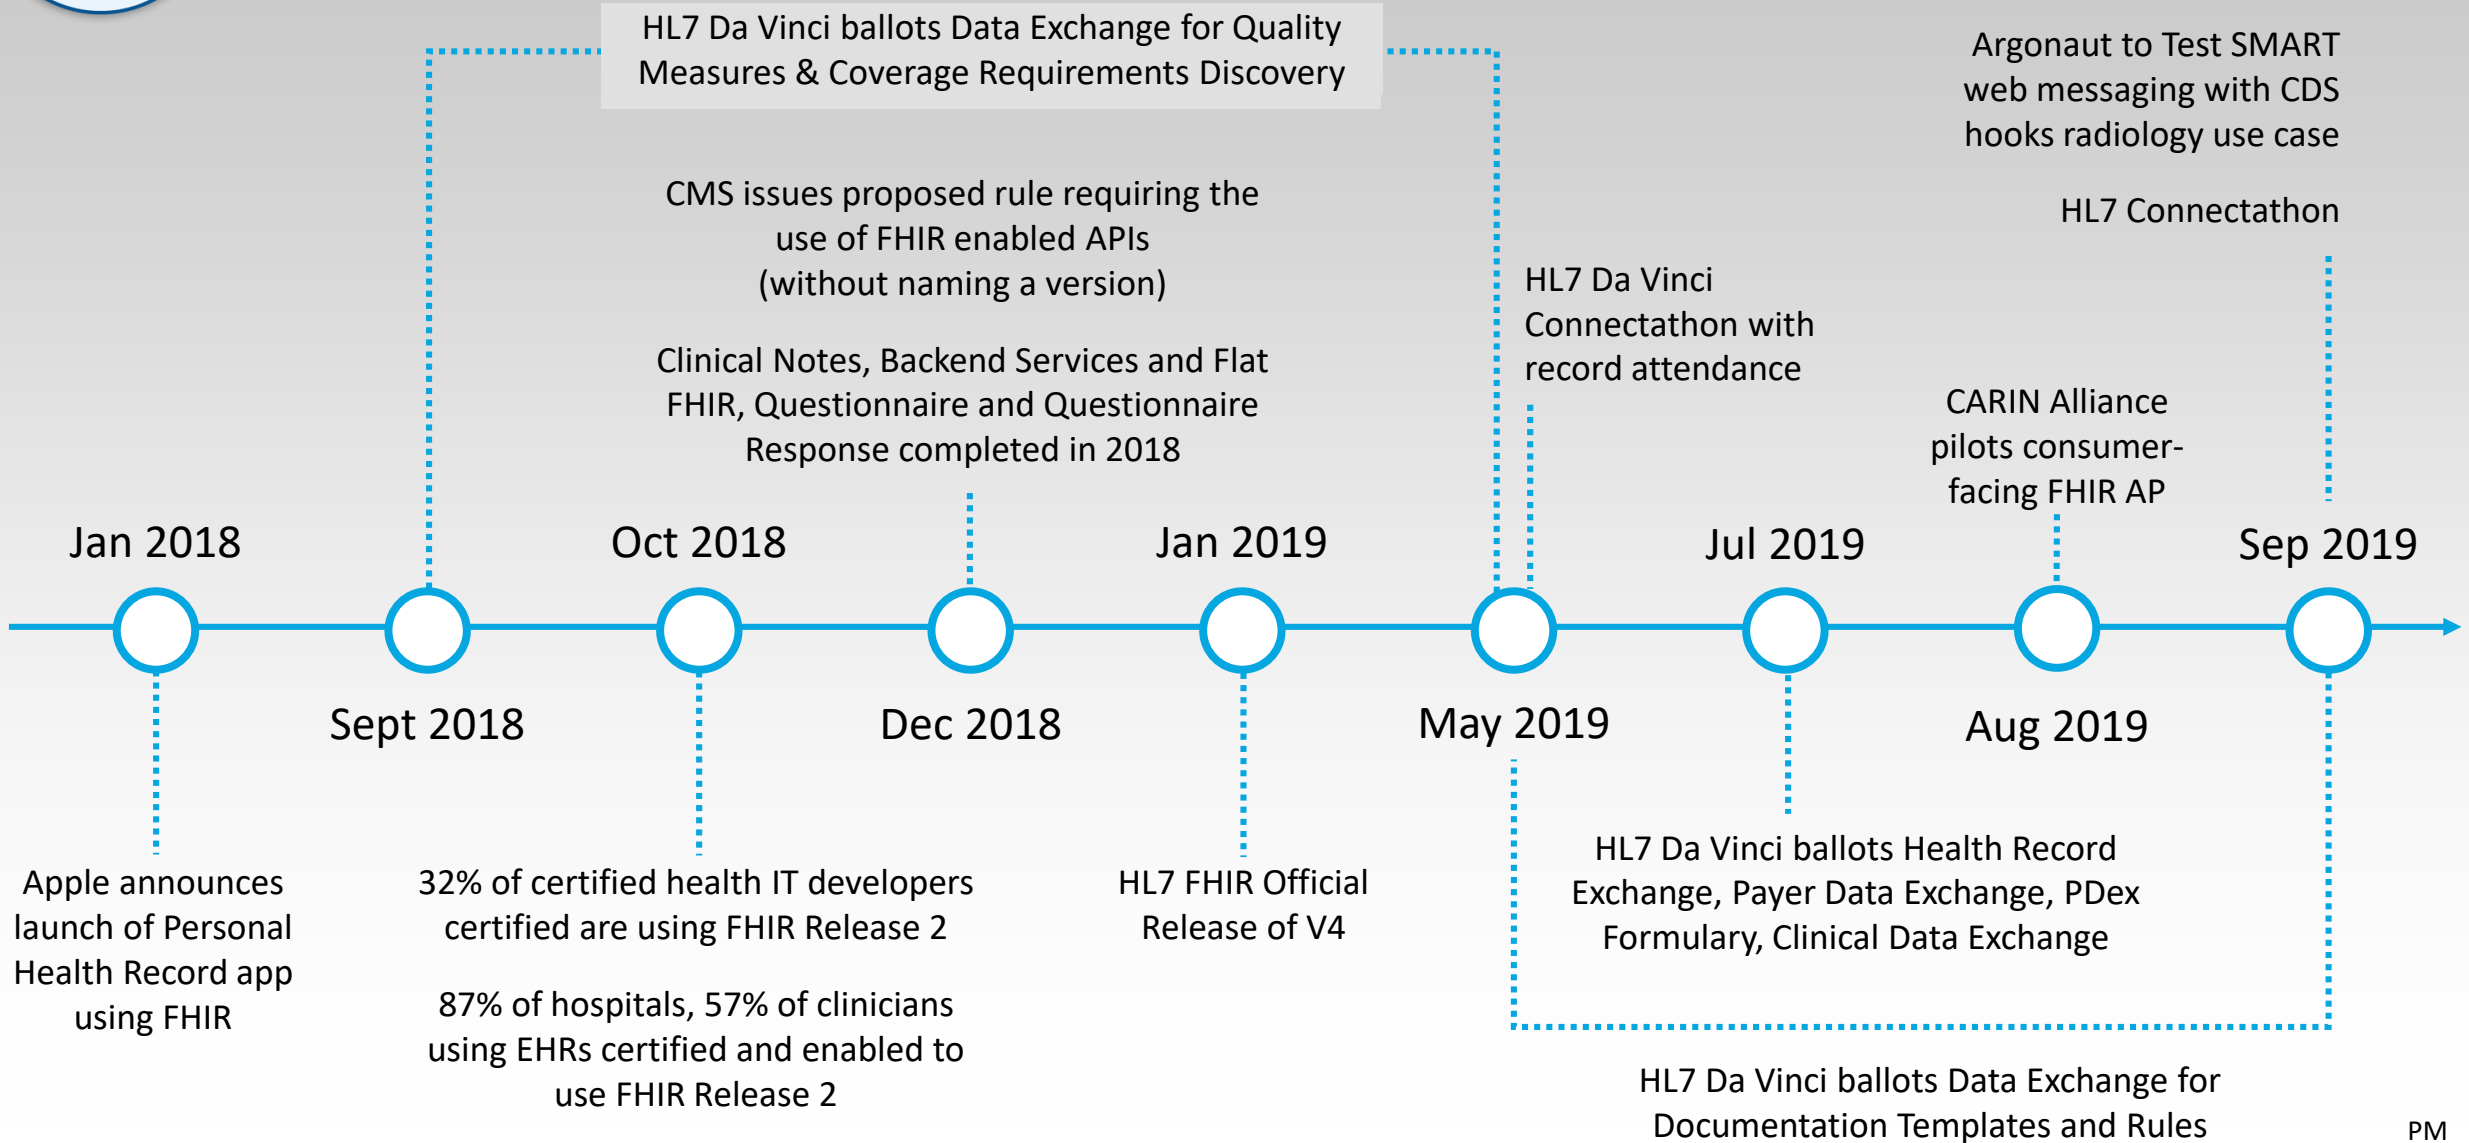 HL7 Da Vinci ballots Data Exchange for Quality
Measures & Coverage Requirements Discovery
Argonaut to Test SMART
web messaging with CDS
hooks radiology use case
HL7 Connectathon
CMS issues proposed rule requiring the
use of FHIR enabled APIs
(without naming a version)
Clinical Notes, Backend Services and Flat
FHIR, Questionnaire and Questionnaire
Response completed in 2018
HL7 Da Vinci
Connectathon with
record attendance
CARIN Alliance
pilots consumer-
facing FHIR AP
Jan 2018
Oct 2018
Jan 2019
Jul 2019
Sep 2019
Sept 2018
Dec 2018
May 2019
Aug 2019
Apple announces
launch of Personal
Health Record app
using FHIR
32% of certified health IT developers
certified are using FHIR Release 2
87% of hospitals, 57% of clinicians
using EHRs certified and enabled to
use FHIR Release 2
HL7 FHIR Official
Release of V4
HL7 Da Vinci ballots Health Record
Exchange, Payer Data Exchange, PDex
Formulary, Clinical Data Exchange
HL7 Da Vinci ballots Data Exchange for
Documentation Templates and Rules
PM